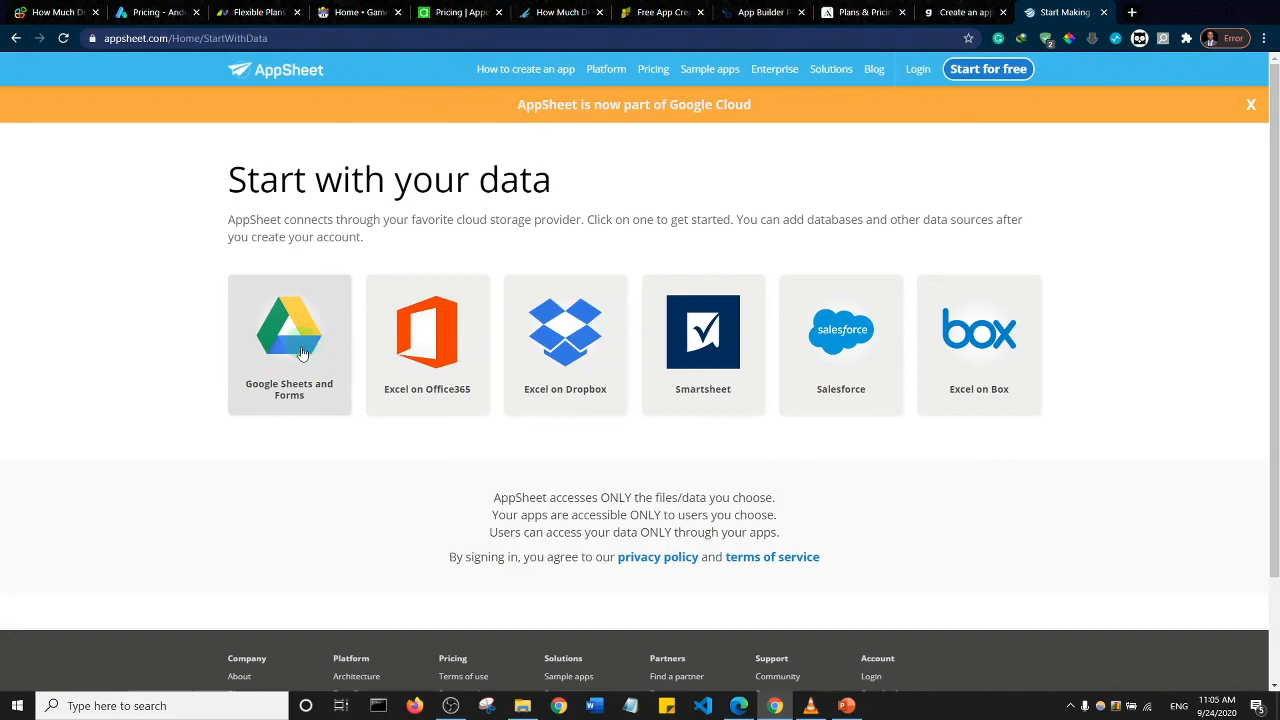 How Much Do
Pricing - And
Flexible Pri
Home • Gam
Pricing | App
How Much D
Free App Cre
App Builder P
Plans & Pricin
Create an ap
Start Making
appsheet.com/Home/StartWithData
Error
AppSheet
How to create an app
Platform
Pricing
Sample apps
Enterprise
Solutions
Blog
Login
Start for free
AppSheet is now part of Google Cloud
X
Start with your data
AppSheet connects through your favorite cloud storage provider. Click on one to get started. You can add databases and other data sources after
you create your account.
Google Sheets and
Forms
Excel on Office365
Excel on Dropbox
Smartsheet
salesforce
Salesforce
box
Excel on Box
AppSheet accesses ONLY the files/data you choose.
Your apps are accessible ONLY to users you choose.
Users can access your data ONLY through your apps.
By signing in, you agree to our privacy policy and terms of service
Company
Platform
Pricing
Solutions
Partners
Support
Account
About
Architecture
Terms of use
Sample apps
Find a partner
Community
Login
Type here to search
ENG
11:05 AM
9/24/2020